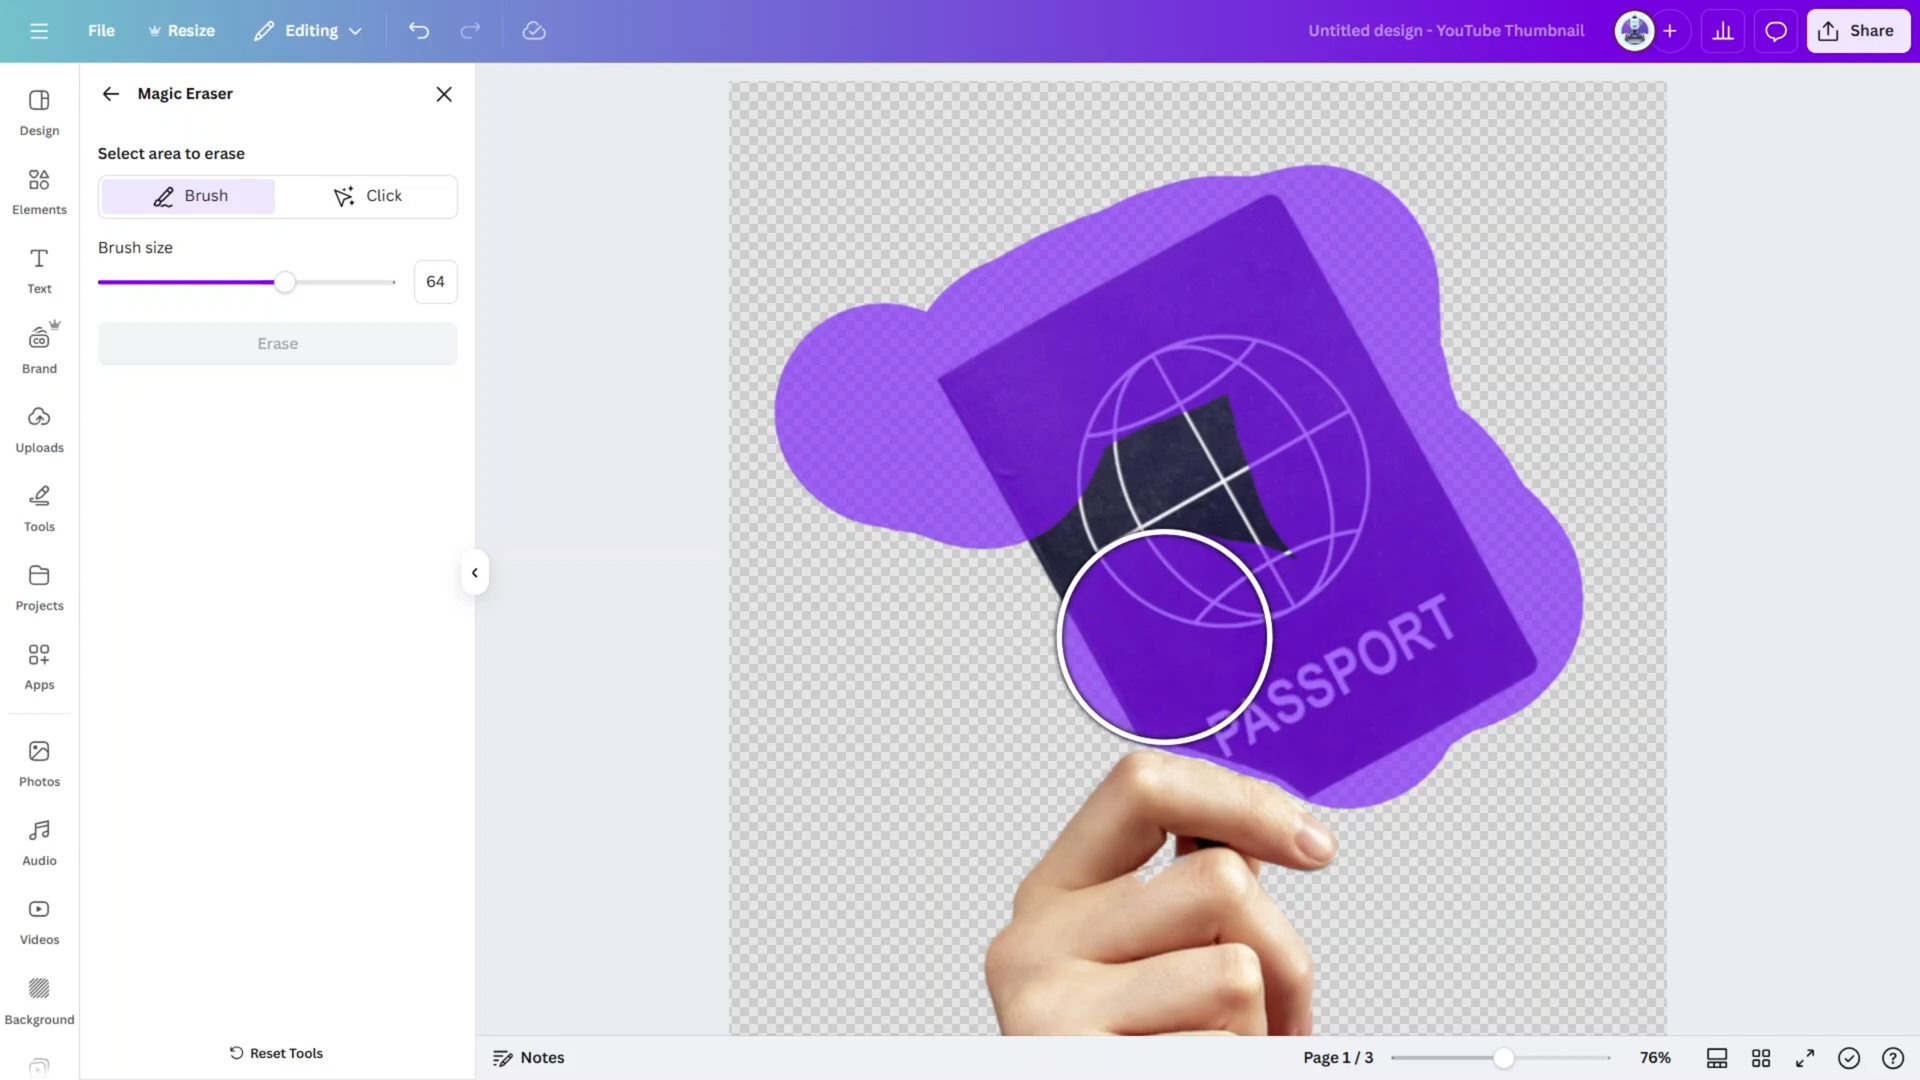 File
Resize
Editing
Untitled design - YouTube Thumbnail
Share
Design
Elements
Text
Brand
Uploads
Tools
Projects
Apps
Photos
Audio
Videos
Background
Magic Eraser
Select area to erase
Brush
Click
Brush size
64
Erase
Reset Tools
PASSPORT
Notes
Page 1 / 3
76%